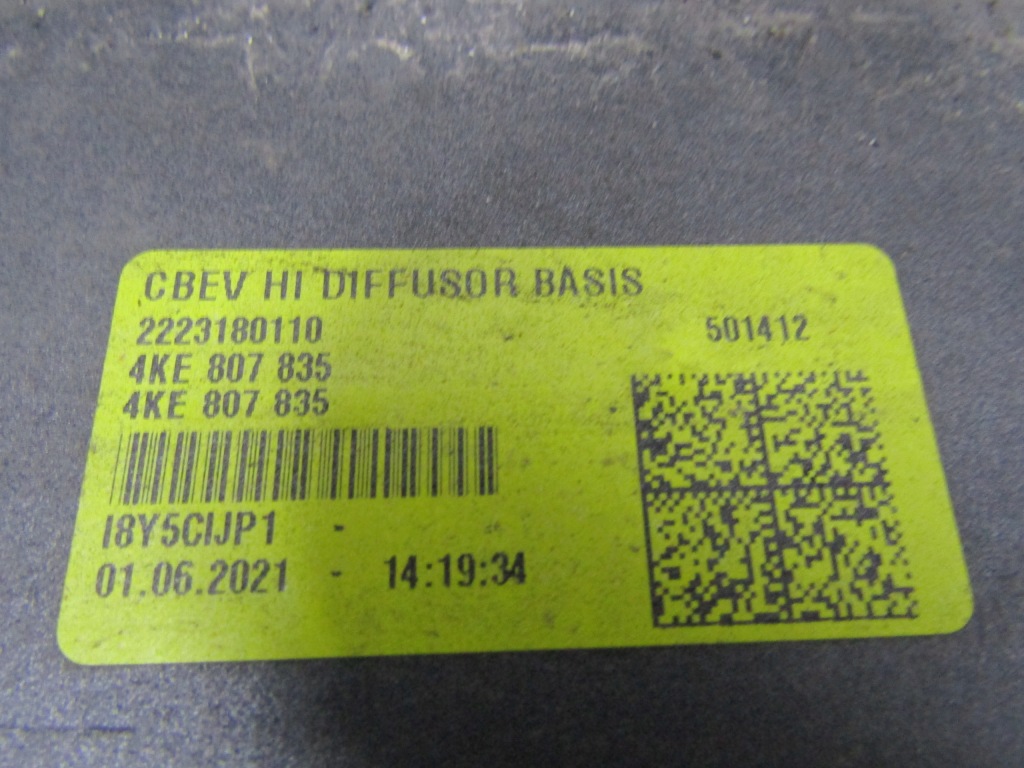 CBEV HI DIFFUSOR BASIS
2223180110
501412
4KE 807 835
4KE 807 835
I8Y5CIJP1 -
01.06.2021 - 14:19:34